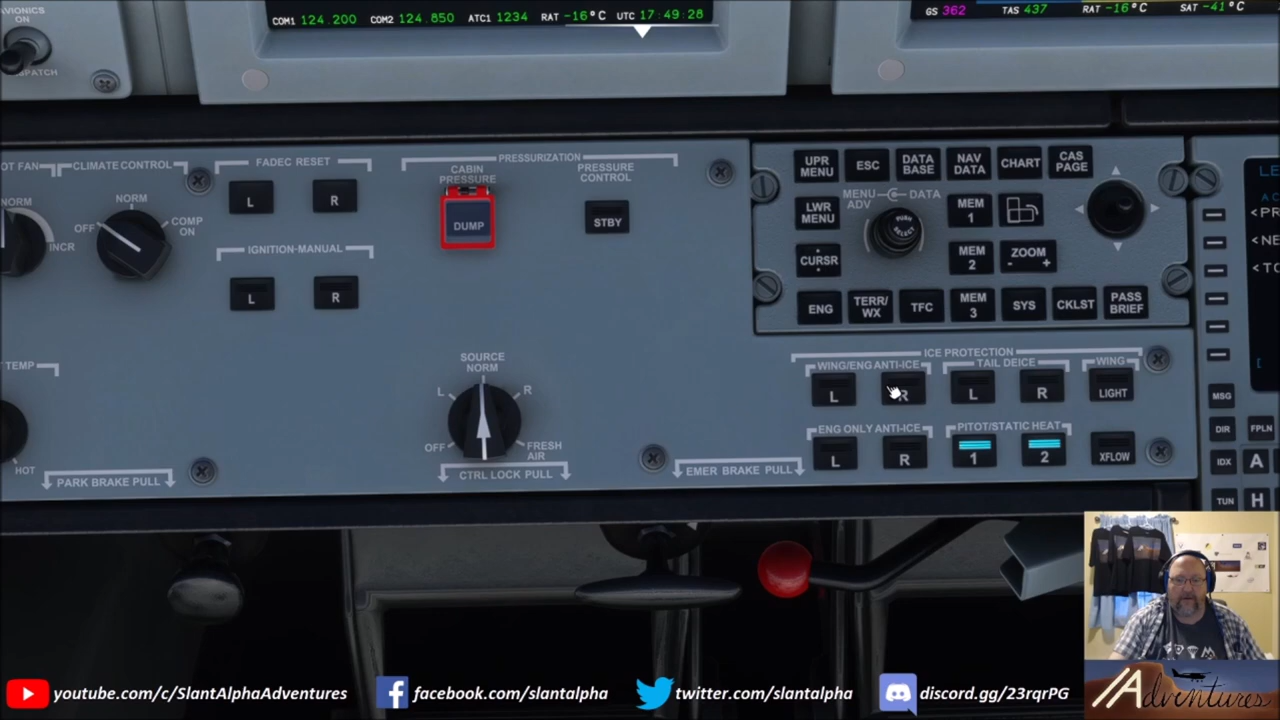 AVIONICS
ON
COM1 124.200 COM2 124.850 ATC1 1234 RAT -16°C UTC 17:49:28
GS 362 TAS 437 RAT -16°C SAT -41°C
CLIMATE CONTROL
NORM
OFF
COMP
ON
NORM
INCR
FADEC RESET
L R
IGNITION-MANUAL
L R
PRESSURIZATION
CABIN
PRESSURE
DUMP
PRESSURE
CONTROL
STBY
SOURCE
NORM
L R
OFF
FRESH
AIR
CTRL LOCK PULL
TEMP
HOT
PARK BRAKE PULL
EMER BRAKE PULL
UPR
MENU
ESC
DATA
BASE
NAV
DATA
CHART
CAS
PAGE
MENU
ADV
DATA
PUSH
SELECT
LWR
MENU
MEM
1
CURSR
MEM
2
ZOOM
- +
ENG
TERR/
WX
TFC
MEM
3
SYS
CKLST
PASS
BRIEF
ICE PROTECTION
WING/ENG ANTI-ICE
L R
TAIL DEICE
L R
WING
LIGHT
ENG ONLY ANTI-ICE
L R
PITOT/STATIC HEAT
1 2
XFLOW
MSG
DIR
FPLN
IDX
A
TUN
H
youtube.com/c/SlantAlphaAdventures
facebook.com/slantalpha
twitter.com/slantalpha
discord.gg/23rqrPG
Adventures